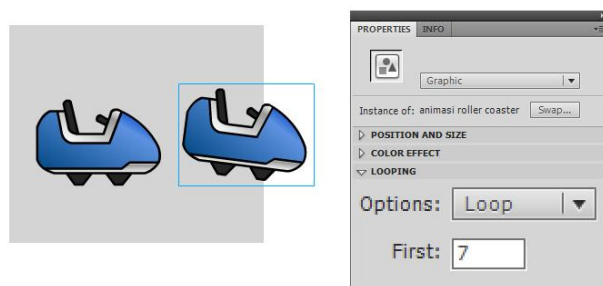 PROPERTIES INFO
Graphic
Instance of: animasi roller coaster Swap...
POSITION AND SIZE
COLOR EFFECT
LOOPING
Options: Loop
First: 7